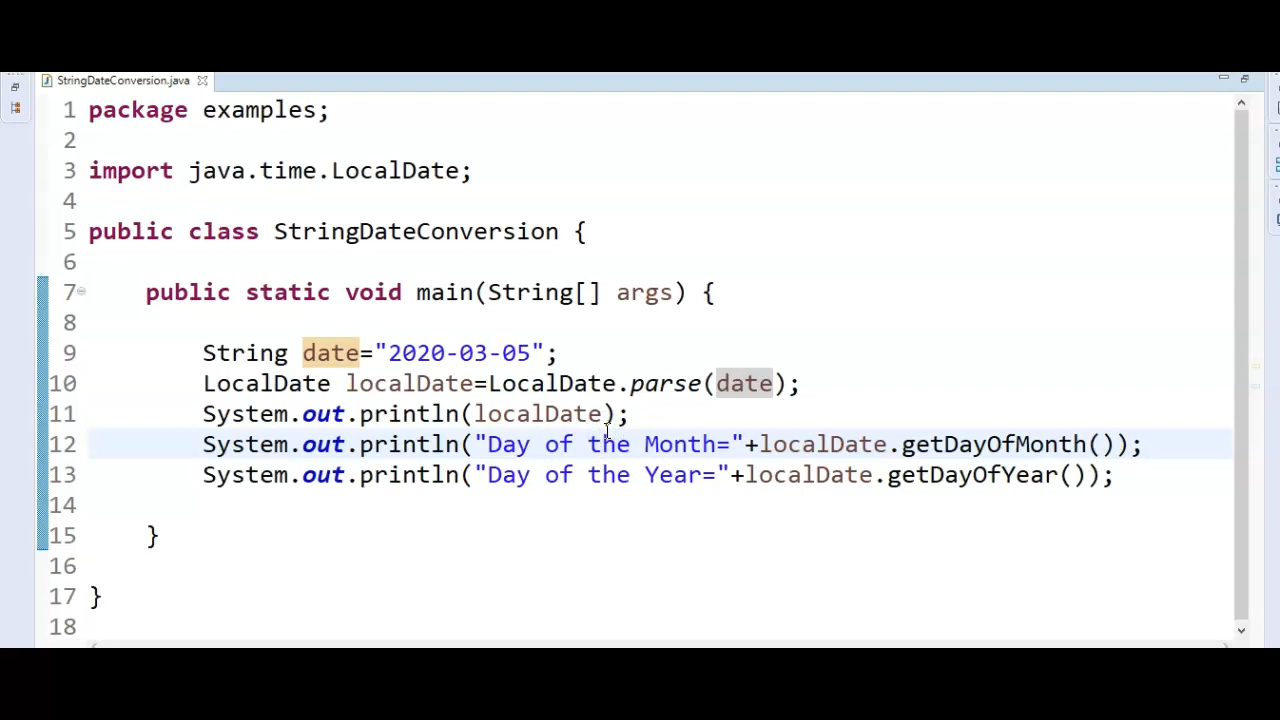 StringDateConversion.java
1 package examples;
2
3 import java.time.LocalDate;
4
5 public class StringDateConversion {
6
7 public static void main(String[] args) {
8
9 String date="2020-03-05";
10 LocalDate localDate=LocalDate.parse(date);
11 System.out.println(localDate);
12 System.out.println("Day of the Month="+localDate.getDayOfMonth());
13 System.out.println("Day of the Year="+localDate.getDayOfYear());
14
15 }
16
17 }
18